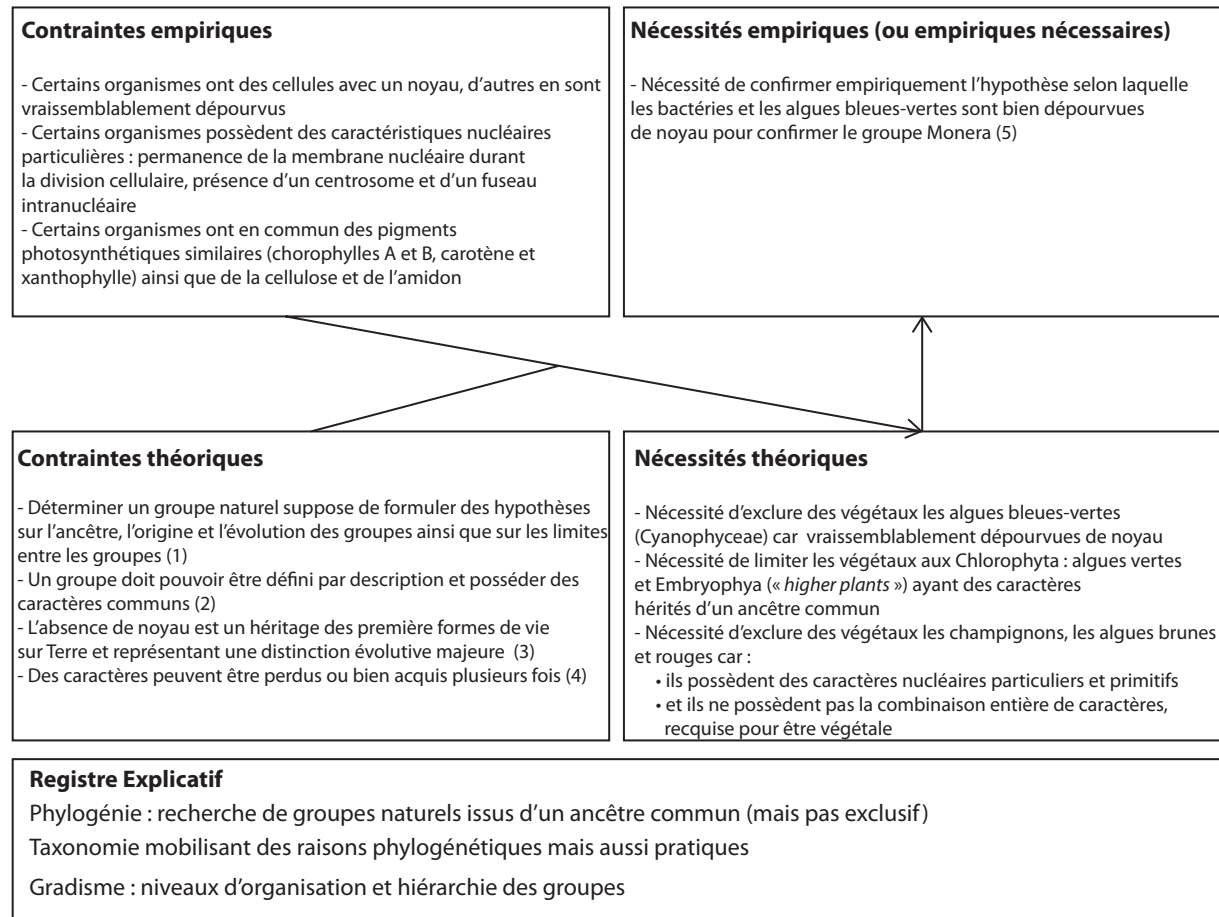 Contraintes empiriques
- Certains organismes ont des cellules avec un noyau, d'autres en sont
vraissemblablement dépourvus
- Certains organismes possèdent des caractéristiques nucléaires
particulières : permanence de la membrane nucléaire durant
la division cellulaire, présence d'un centrosome et d'un fuseau
intranucléaire
- Certains organismes ont en commun des pigments
photosynthétiques similaires (chorophylles A et B, carotène et
xanthophylle) ainsi que de la cellulose et de l'amidon
Nécessités empiriques (ou empiriques nécessaires)
- Nécessité de confirmer empiriquement l'hypothèse selon laquelle
les bactéries et les algues bleues-vertes sont bien dépourvues
de noyau pour confirmer le groupe Monera (5)
Contraintes théoriques
- Déterminer un groupe naturel suppose de formuler des hypothèses
sur l'ancêtre, l'origine et l'évolution des groupes ainsi que sur les limites
entre les groupes (1)
- Un groupe doit pouvoir être défini par description et posséder des
caractères communs (2)
- L'absence de noyau est un héritage des première formes de vie
sur Terre et représentant une distinction évolutive majeure (3)
- Des caractères peuvent être perdus ou bien acquis plusieurs fois (4)
Nécessités théoriques
- Nécessité d'exclure des végétaux les algues bleues-vertes
(Cyanophyceae) car vraissemblablement dépourvues de noyau
- Nécessité de limiter les végétaux aux Chlorophyta : algues vertes
et Embryophya (« higher plants ») ayant des caractères
hérités d'un ancêtre commun
- Nécessité d'exclure des végétaux les champignons, les algues brunes
et rouges car :
• ils possèdent des caractères nucléaires particuliers et primitifs
• et ils ne possèdent pas la combinaison entière de caractères,
recquise pour être végétale
Registre Explicatif
Phylogénie : recherche de groupes naturels issus d'un ancêtre commun (mais pas exclusif)
Taxonomie mobilisant des raisons phylogénétiques mais aussi pratiques
Gradisme : niveaux d'organisation et hiérarchie des groupes